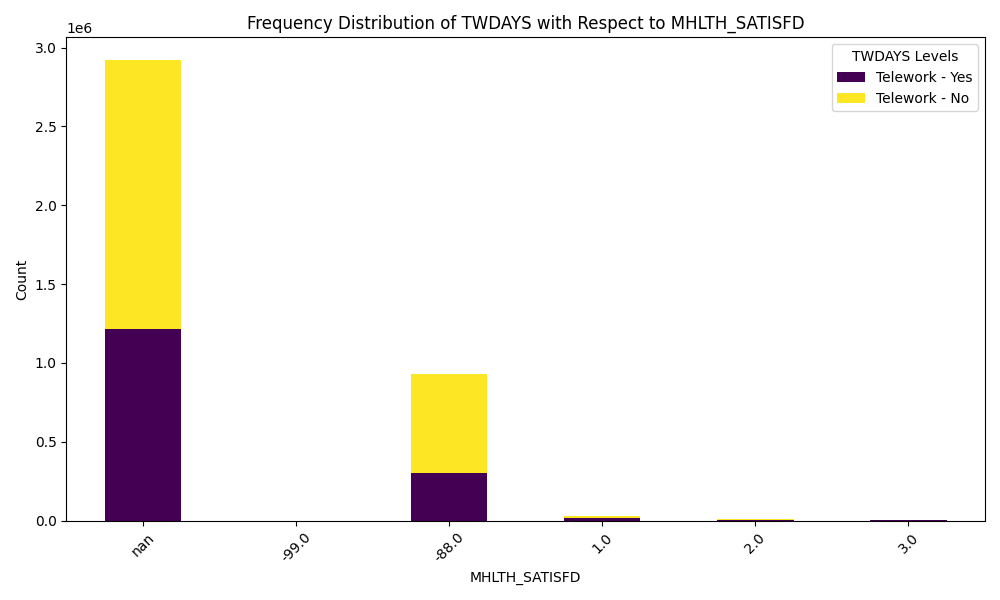 Frequency Distribution of TWDAYS with Respect to MHLTH_SATISFD
1e6
3.0
2.5
2.0
1.5
1.0
0.5
0.0
Count
TWDAYS Levels
Telework - Yes
Telework - No
nan
-99.0
-88.0
1.0
2.0
3.0
MHLTH_SATISFD